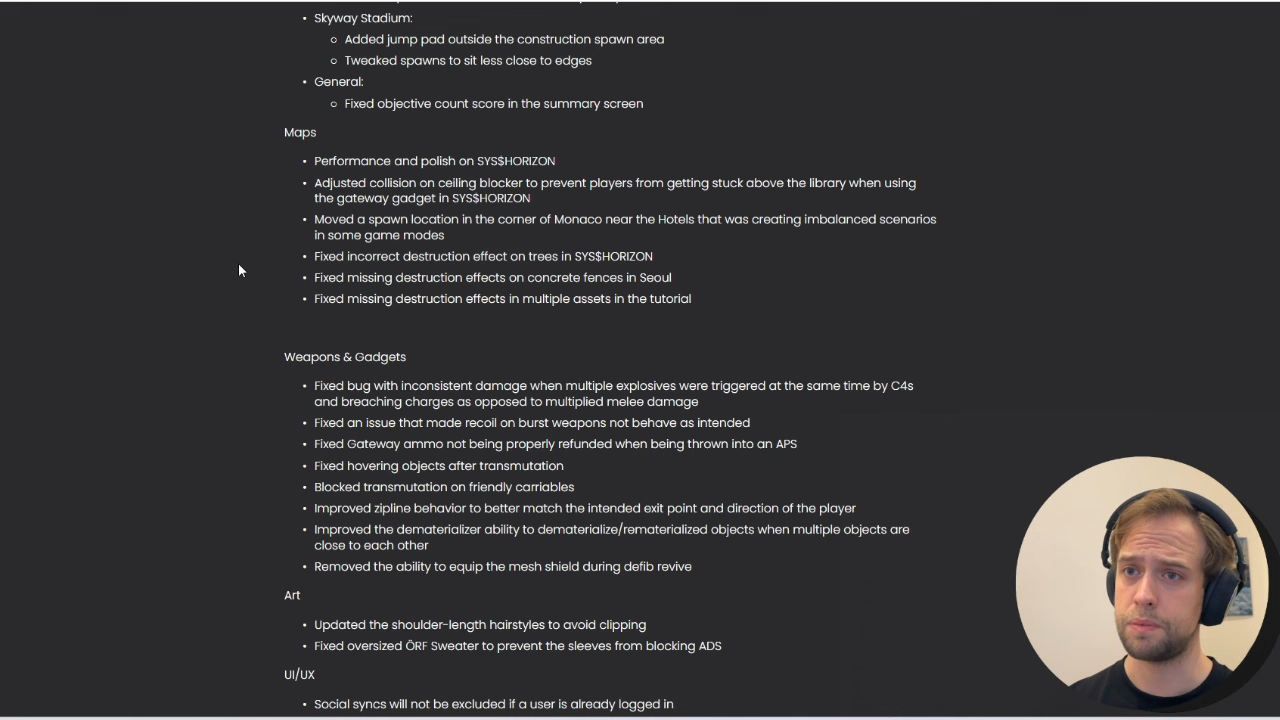 • Skyway Stadium:
○ Added jump pad outside the construction spawn area
○ Tweaked spawns to sit less close to edges
• General:
○ Fixed objective count score in the summary screen
Maps
• Performance and polish on SYS$HORIZON
• Adjusted collision on ceiling blocker to prevent players from getting stuck above the library when using
the gateway gadget in SYS$HORIZON
• Moved a spawn location in the corner of Monaco near the Hotels that was creating imbalanced scenarios
in some game modes
• Fixed incorrect destruction effect on trees in SYS$HORIZON
• Fixed missing destruction effects on concrete fences in Seoul
• Fixed missing destruction effects in multiple assets in the tutorial
Weapons & Gadgets
• Fixed bug with inconsistent damage when multiple explosives were triggered at the same time by C4s
and breaching charges as opposed to multiplied melee damage
• Fixed an issue that made recoil on burst weapons not behave as intended
• Fixed Gateway ammo not being properly refunded when being thrown into an APS
• Fixed hovering objects after transmutation
• Blocked transmutation on friendly carriables
• Improved zipline behavior to better match the intended exit point and direction of the player
• Improved the dematerializer ability to dematerialize/rematerialized objects when multiple objects are
close to each other
• Removed the ability to equip the mesh shield during defib revive
Art
• Updated the shoulder-length hairstyles to avoid clipping
• Fixed oversized ÖRF Sweater to prevent the sleeves from blocking ADS
UI/UX
• Social syncs will not be excluded if a user is already logged in